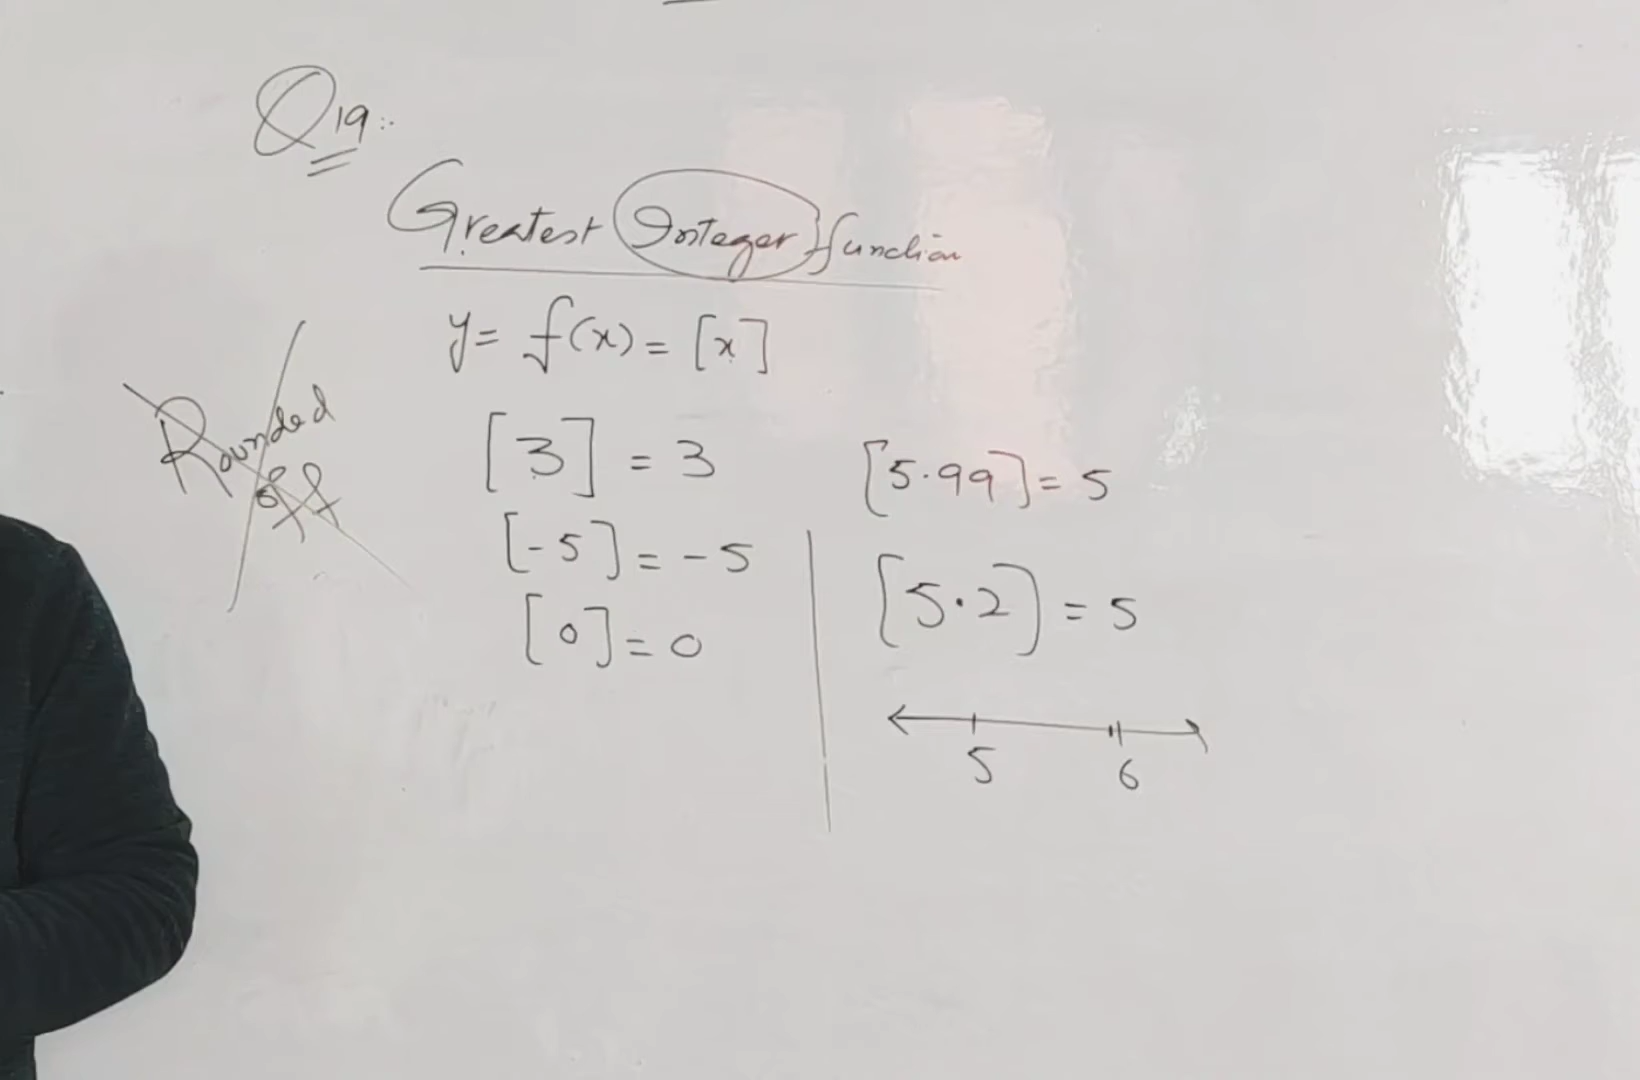 Q19:-
Greatest Integer function
y = f(x) = [x]
Rounded
off
[3] = 3
[-5] = -5
[0] = 0
[5.99] = 5
[5.2] = 5
5 6